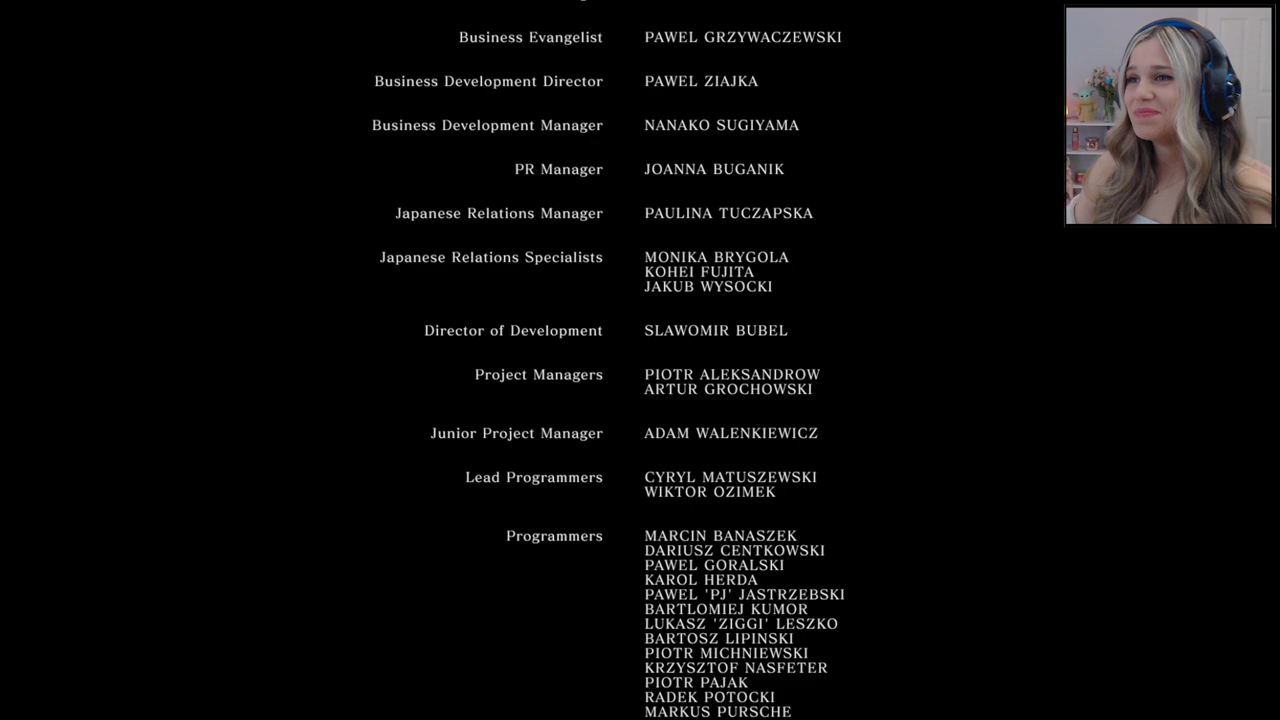 Business Evangelist PAWEL GRZYWACZEWSKI
Business Development Director PAWEL ZIAJKA
Business Development Manager NANAKO SUGIYAMA
PR Manager JOANNA BUGANIK
Japanese Relations Manager PAULINA TUCZAPSKA
Japanese Relations Specialists MONIKA BRYGOLA
KOHEI FUJITA
JAKUB WYSOCKI
Director of Development SLAWOMIR BUBEL
Project Managers PIOTR ALEKSANDROW
ARTUR GROCHOWSKI
Junior Project Manager ADAM WALENKIEWICZ
Lead Programmers CYRYL MATUSZEWSKI
WIKTOR OZIMEK
Programmers MARCIN BANASZEK
DARIUSZ CENTKOWSKI
PAWEL GORALSKI
KAROL HERDA
PAWEL 'PJ' JASTRZEBSKI
BARTLOMIEJ KUMOR
LUKASZ 'ZIGGI' LESZKO
BARTOSZ LIPINSKI
PIOTR MICHNIEWSKI
KRZYSZTOF NASFETER
PIOTR PAJAK
RADEK POTOCKI
MARKUS PURSCHE